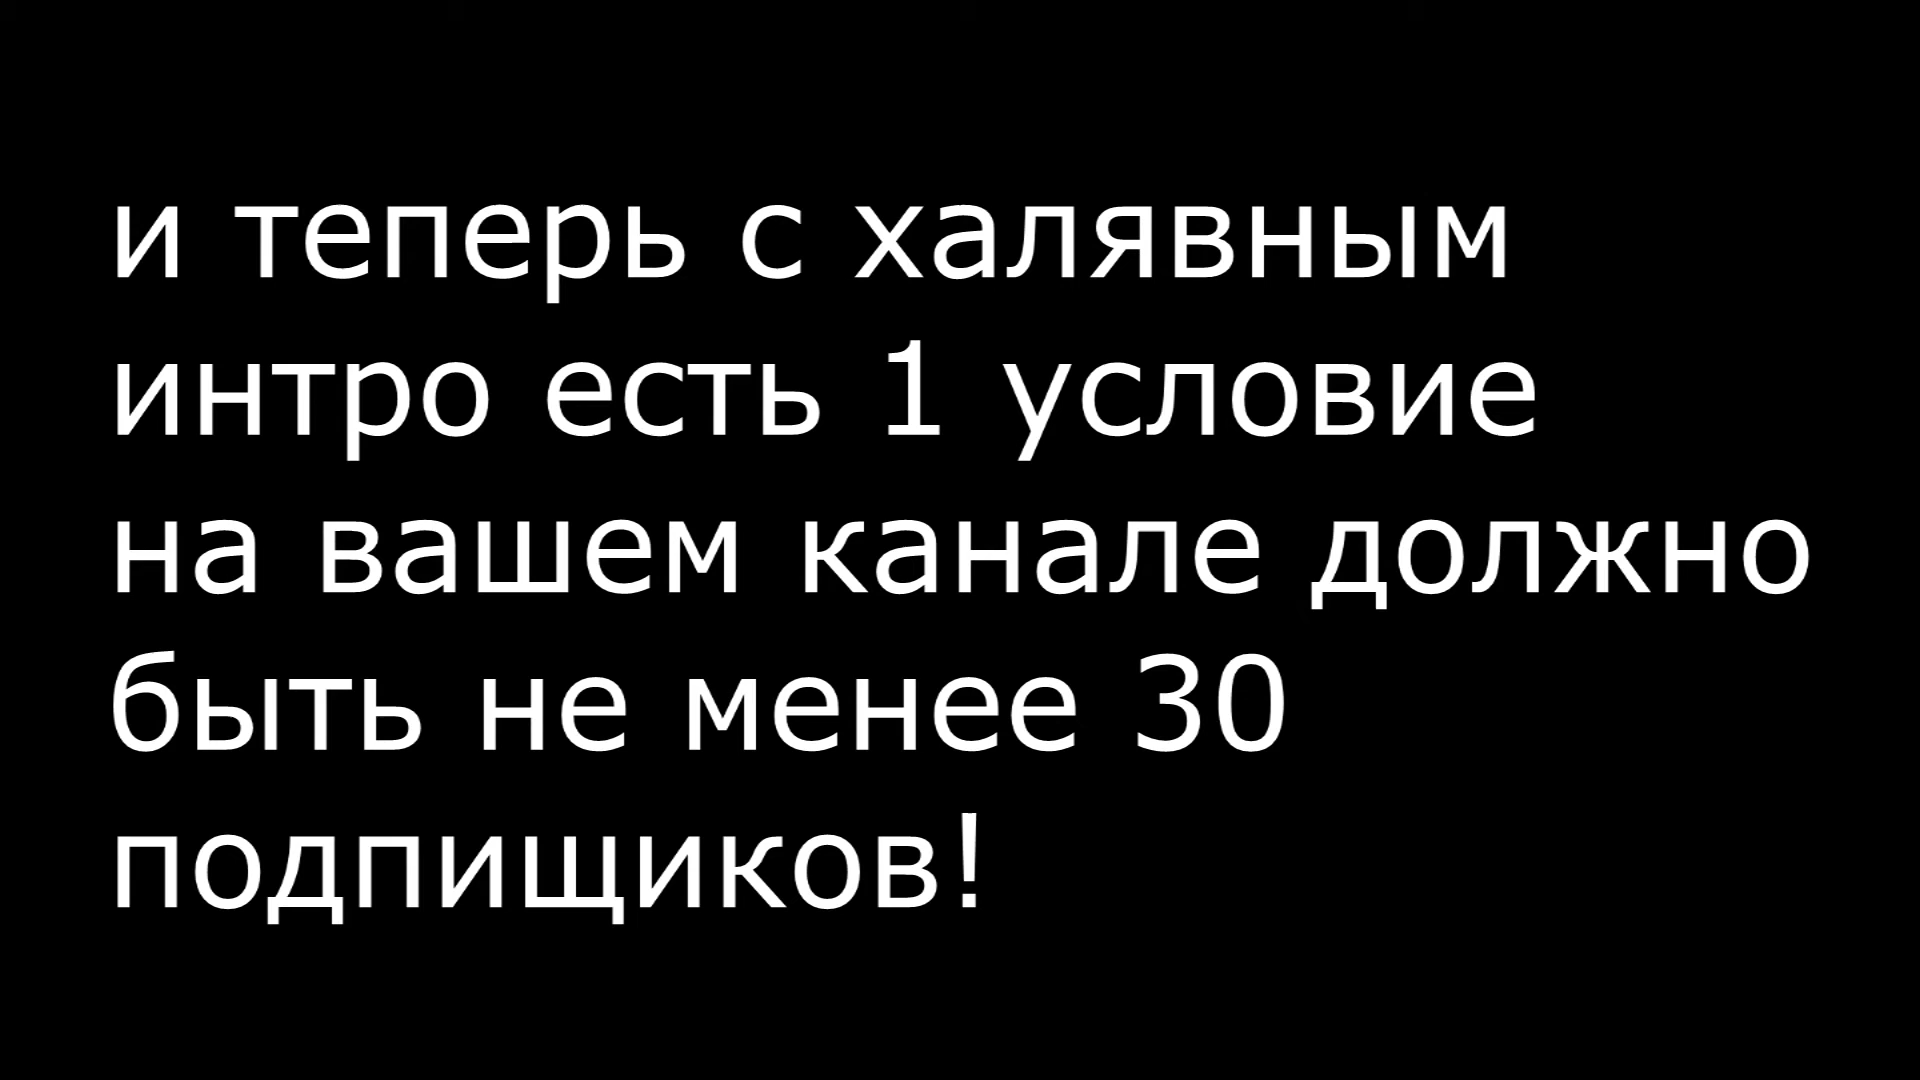 и теперь с халявным
интро есть 1 условие
на вашем канале должно
быть не менее 30
подпищиков!